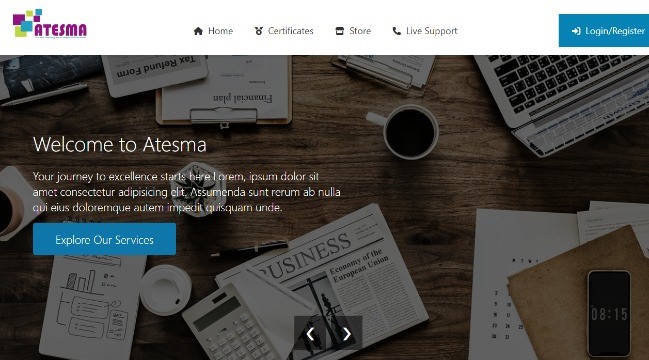 ATESMA
Home
Certificates
Store
Live Support
Login/Register
Tax Refund Form
Financial plan
Welcome to Atesma
Your journey to excellence starts here Lorem, ipsum dolor sit
amet consectetur adipisicing elit. Assumenda sunt rerum ab nulla
qui eius doloremque autem impedit quisquam unde.
Explore Our Services
BUSINESS
Economy of the
European Union
08:15